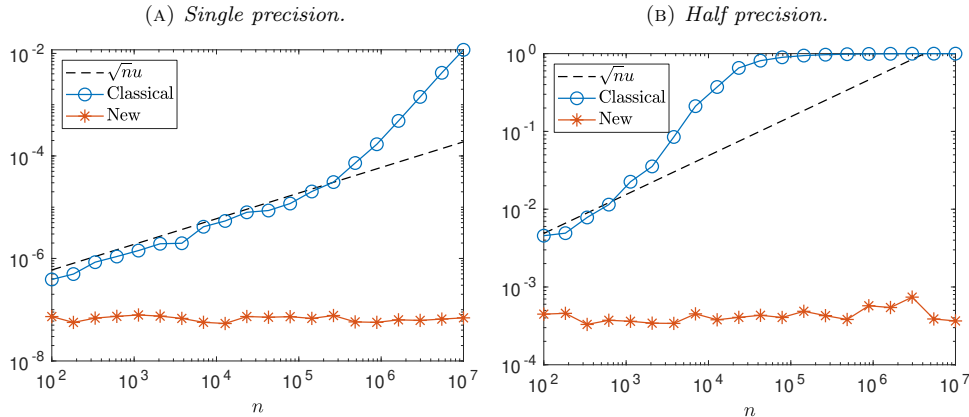 (A) Single precision.
10^-2
10^-4
10^-6
10^-8
√nu
Classical
New
10^2 10^3 10^4 10^5 10^6 10^7
n
(B) Half precision.
10^0
10^-1
10^-2
10^-3
10^-4
√nu
Classical
New
10^2 10^3 10^4 10^5 10^6 10^7
n